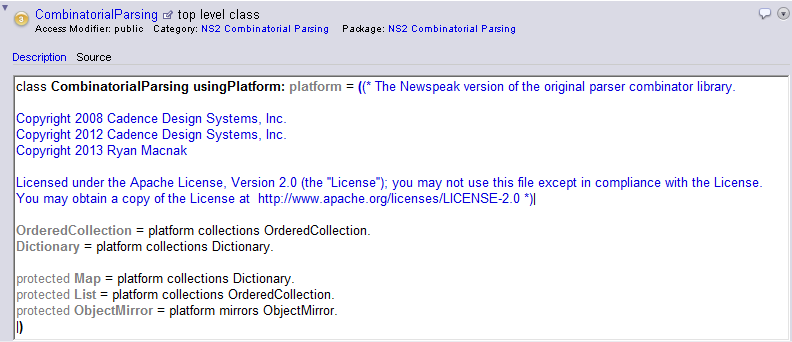 CombinatorialParsing top level class
Access Modifier: public Category: NS2 Combinatorial Parsing Package: NS2 Combinatorial Parsing
Description Source
class CombinatorialParsing usingPlatform: platform = ((* The Newspeak version of the original parser combinator library.
Copyright 2008 Cadence Design Systems, Inc.
Copyright 2012 Cadence Design Systems, Inc.
Copyright 2013 Ryan Macnak
Licensed under the Apache License, Version 2.0 (the "License"); you may not use this file except in compliance with the License.
You may obtain a copy of the License at  http://www.apache.org/licenses/LICENSE-2.0 *)|
OrderedCollection = platform collections OrderedCollection.
Dictionary = platform collections Dictionary.
protected Map = platform collections Dictionary.
protected List = platform collections OrderedCollection.
protected ObjectMirror = platform mirrors ObjectMirror.
|)